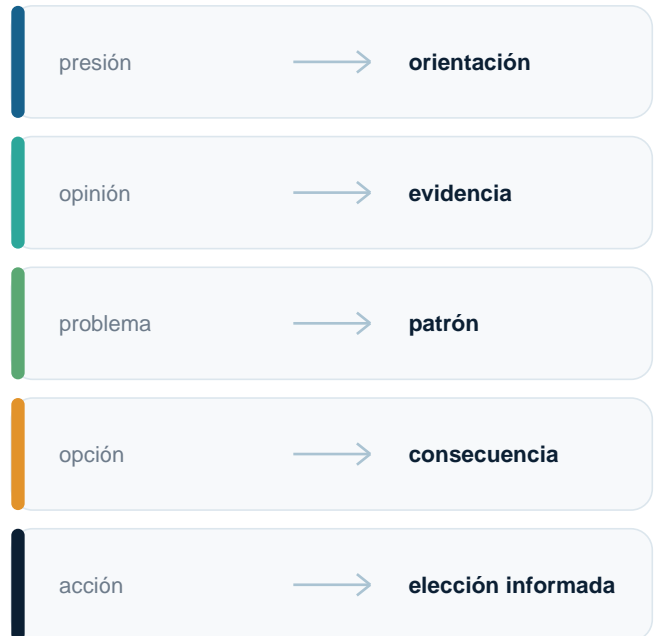 presión orientación
opinión evidencia
problema patrón
opción consecuencia
acción elección informada